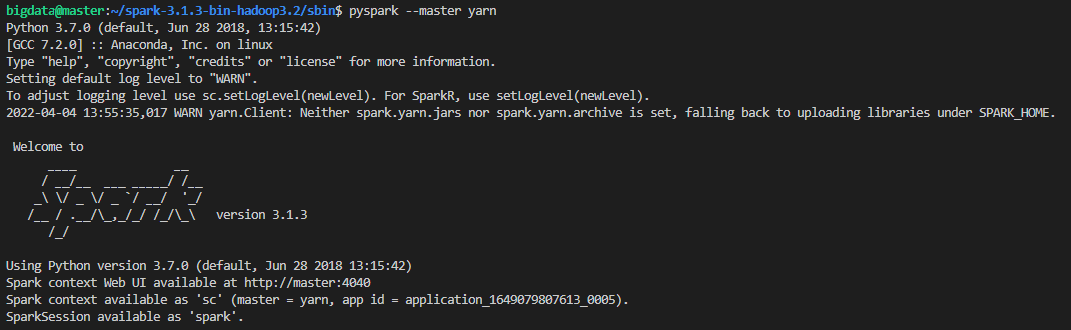 bigdata@master:~/spark-3.1.3-bin-hadoop3.2/sbin$ pyspark --master yarn
Python 3.7.0 (default, Jun 28 2018, 13:15:42)
[GCC 7.2.0] :: Anaconda, Inc. on linux
Type "help", "copyright", "credits" or "license" for more information.
Setting default log level to "WARN".
To adjust logging level use sc.setLogLevel(newLevel). For SparkR, use setLogLevel(newLevel).
2022-04-04 13:55:35,017 WARN yarn.Client: Neither spark.yarn.jars nor spark.yarn.archive is set, falling back to uploading libraries under SPARK_HOME.
Welcome to
      ____              __
     / __/__  ___ _____/ /__
    _\ \/ _ \/ _ `/ __/  '_/
   /__ / .__/\_,_/_/ /_/\_\   version 3.1.3
      /_/
Using Python version 3.7.0 (default, Jun 28 2018 13:15:42)
Spark context Web UI available at http://master:4040
Spark context available as 'sc' (master = yarn, app id = application_1649079807613_0005).
SparkSession available as 'spark'.